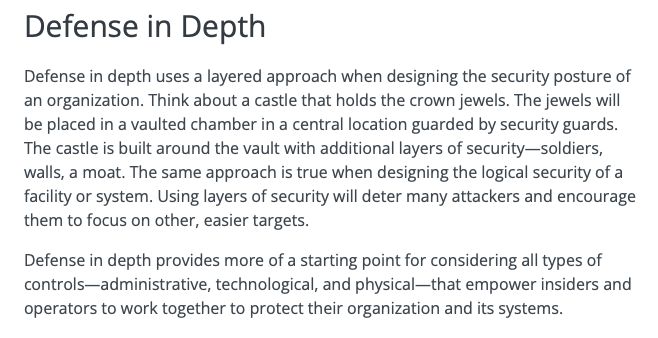 Defense in Depth
Defense in depth uses a layered approach when designing the security posture of
an organization. Think about a castle that holds the crown jewels. The jewels will
be placed in a vaulted chamber in a central location guarded by security guards.
The castle is built around the vault with additional layers of security—soldiers,
walls, a moat. The same approach is true when designing the logical security of a
facility or system. Using layers of security will deter many attackers and encourage
them to focus on other, easier targets.
Defense in depth provides more of a starting point for considering all types of
controls—administrative, technological, and physical—that empower insiders and
operators to work together to protect their organization and its systems.